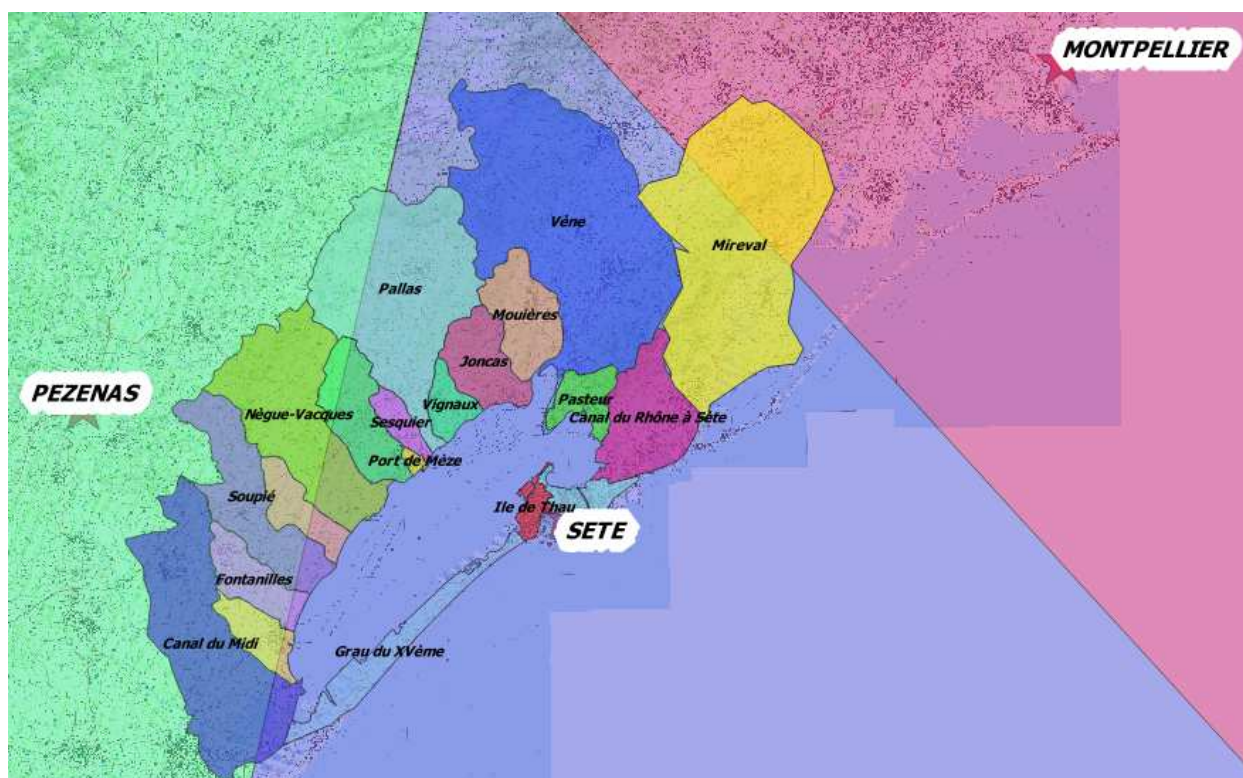 MONTPELLIER
Vène
Mireval
Pallas
Mouières
Joncas
PEZENAS
Pasteur
Vignaux
Nègue-Vacques
Canal du Rhône à Sète
Sesquier
Port de Mèze
Soupié
Ile de Thau
SETE
Fontanilles
Canal du Midi
Grau du XVème